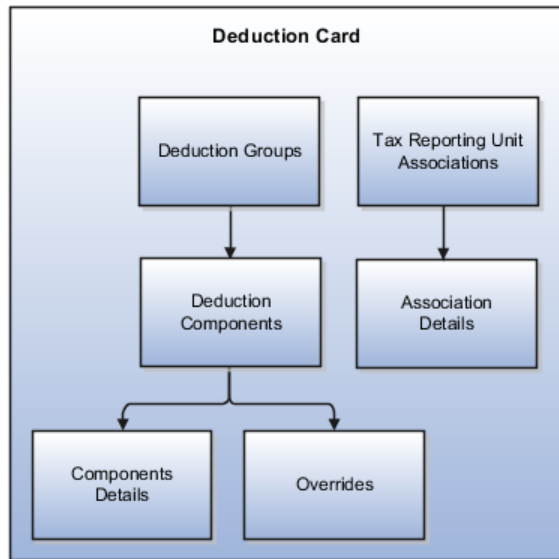 Deduction Card
Deduction Groups
Tax Reporting Unit
Associations
Deduction
Components
Association
Details
Components
Details
Overrides